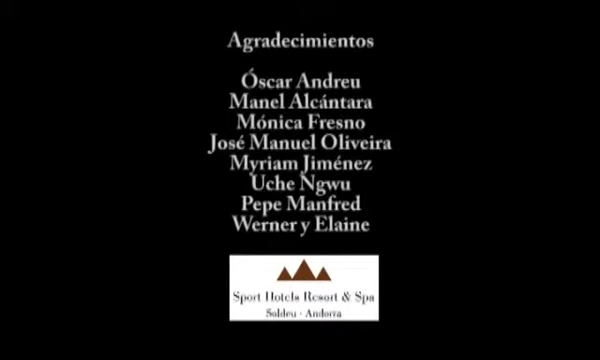 Agradecimientos
Óscar Andreu
Manel Alcántara
Mónica Fresno
José Manuel Oliveira
Myriam Jiménez
Uche Ngwu
Pepe Manfred
Werner y Elaine
Sport Hotels Resort & Spa
Soldeu · Andorra